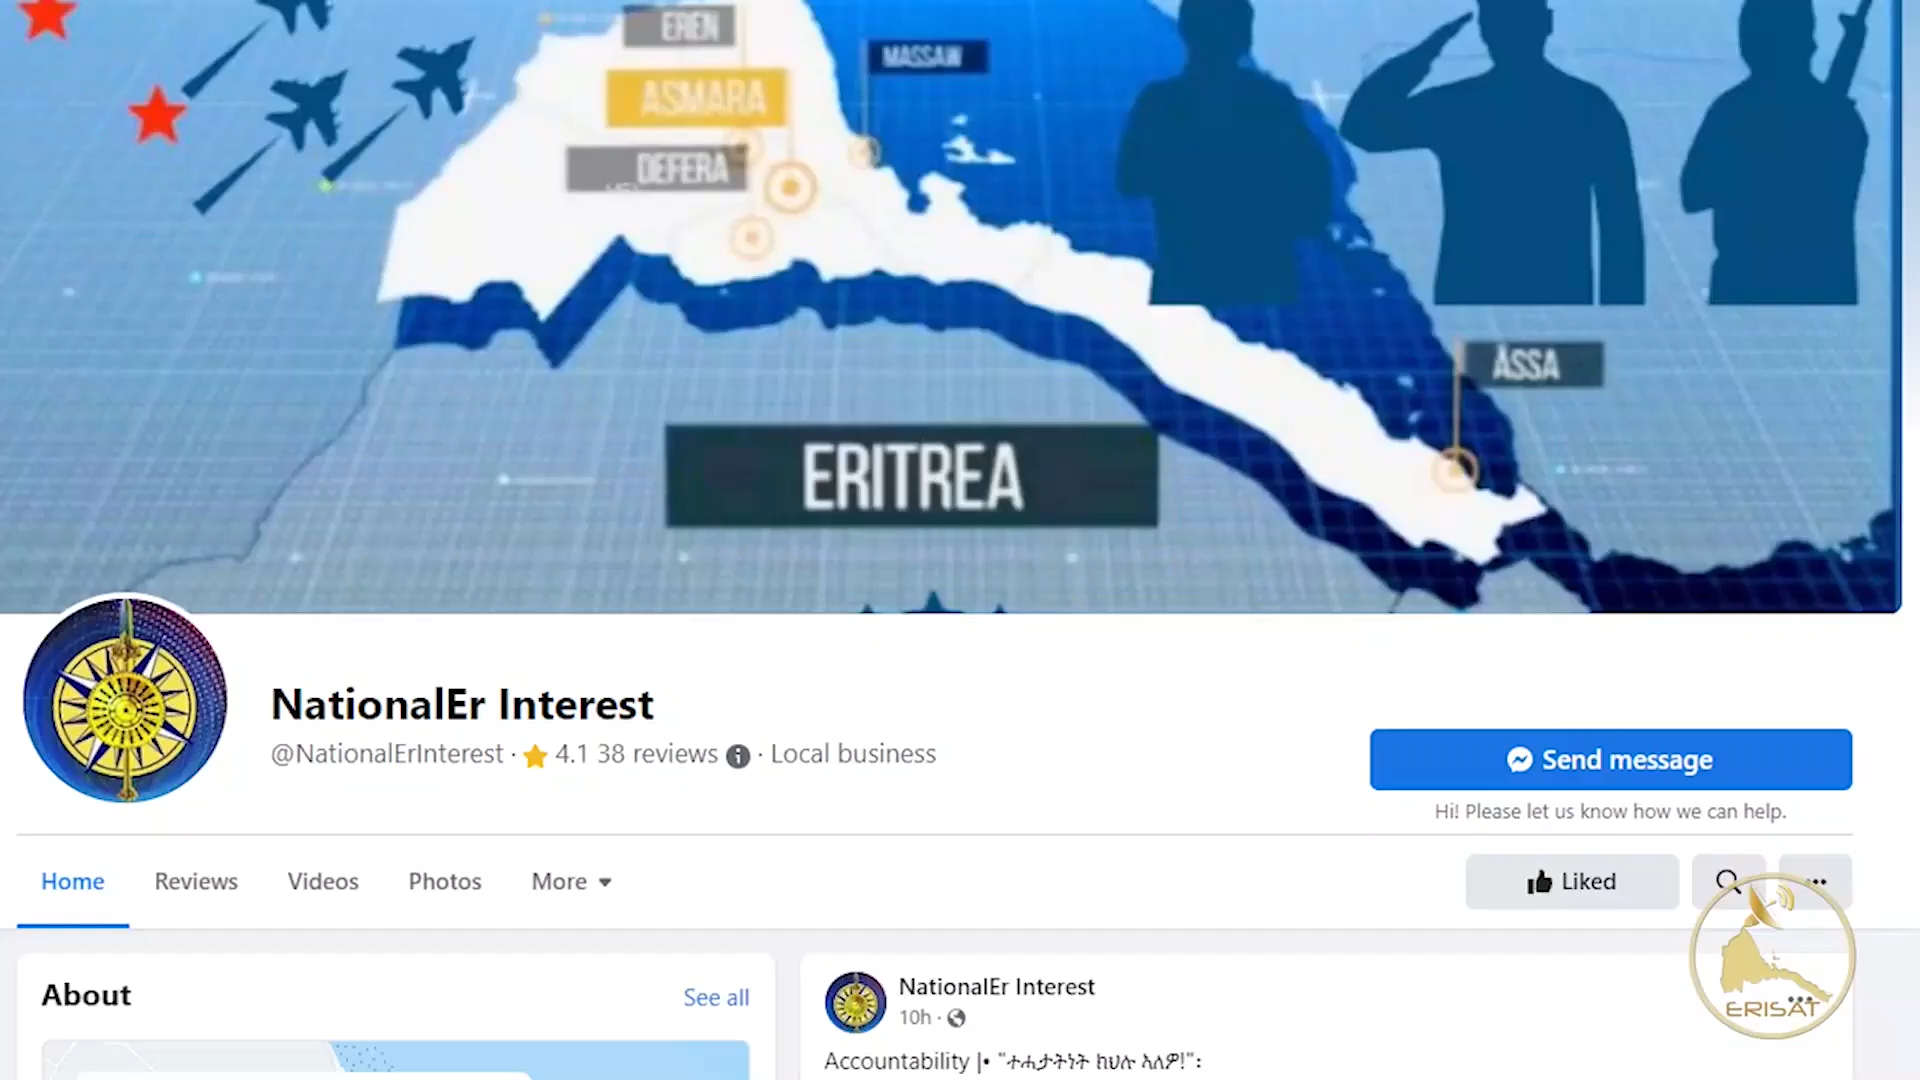 EREN
ASMARA
MASSAW
DEFERA
ASSA
ERITREA
NationalEr Interest
@NationalErInterest · 4.1 38 reviews · Local business
Send message
Hi! Please let us know how we can help.
Home
Reviews
Videos
Photos
More
Liked
About
See all
NationalEr Interest
10h ·
Accountability |• "ተሓታትነት ክህሉ ኣለዎ!"፡
ERISAT